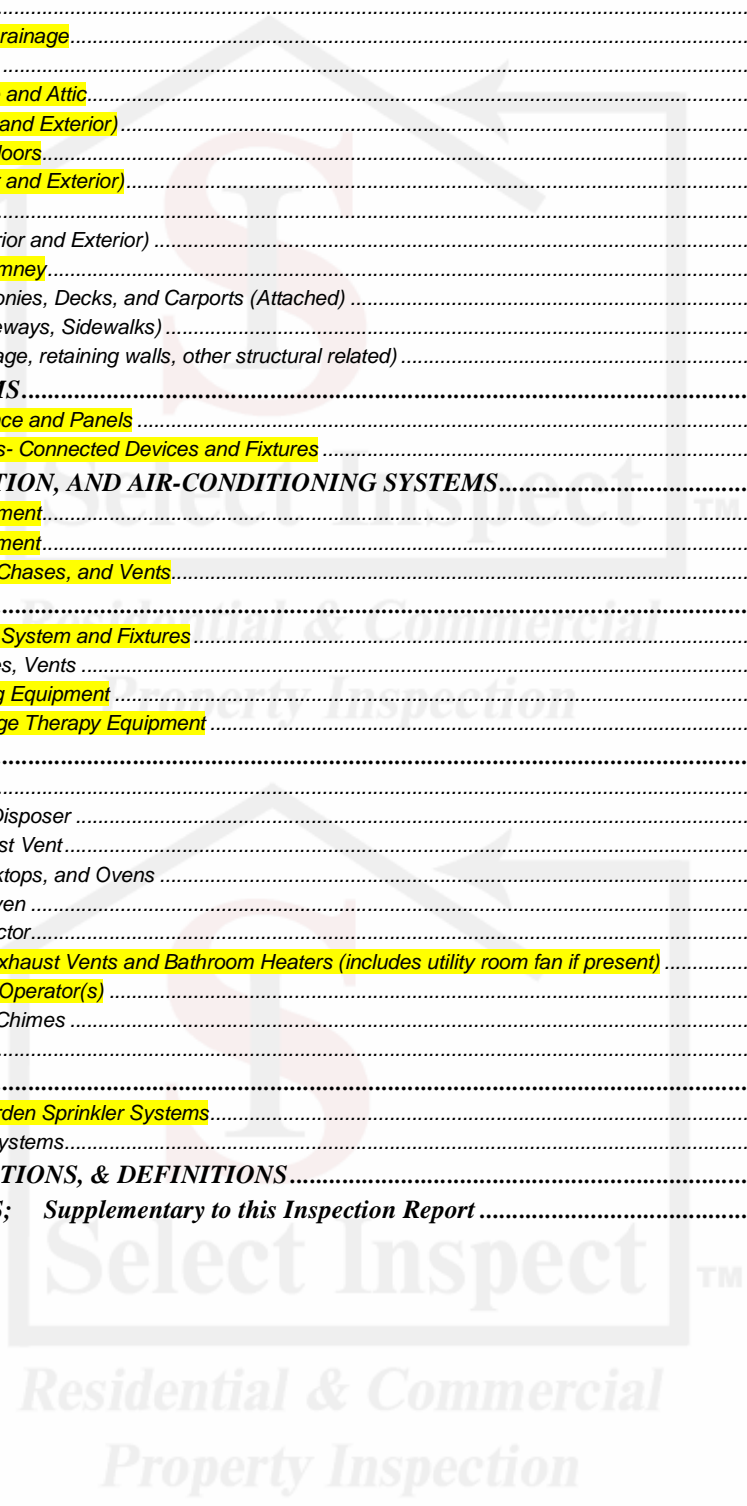 rainage
and Attic
and Exterior)
loors
and Exterior)
rior and Exterior)
mney
onies, Decks, and Carports (Attached)
eways, Sidewalks)
age, retaining walls, other structural related)
MS
nce and Panels
s- Connected Devices and Fixtures
TION, AND AIR-CONDITIONING SYSTEMS
ment
ment
Chases, and Vents
System and Fixtures
es, Vents
g Equipment
ge Therapy Equipment
Disposer
st Vent
ktops, and Ovens
ven
ctor
xhaust Vents and Bathroom Heaters (includes utility room fan if present)
Operator(s)
Chimes
rden Sprinkler Systems
ystems
TIONS, & DEFINITIONS
S; Supplementary to this Inspection Report
Select Inspect TM
Residential & Commercial
Property Inspection
Select Inspect TM
Residential & Commercial
Property Inspection